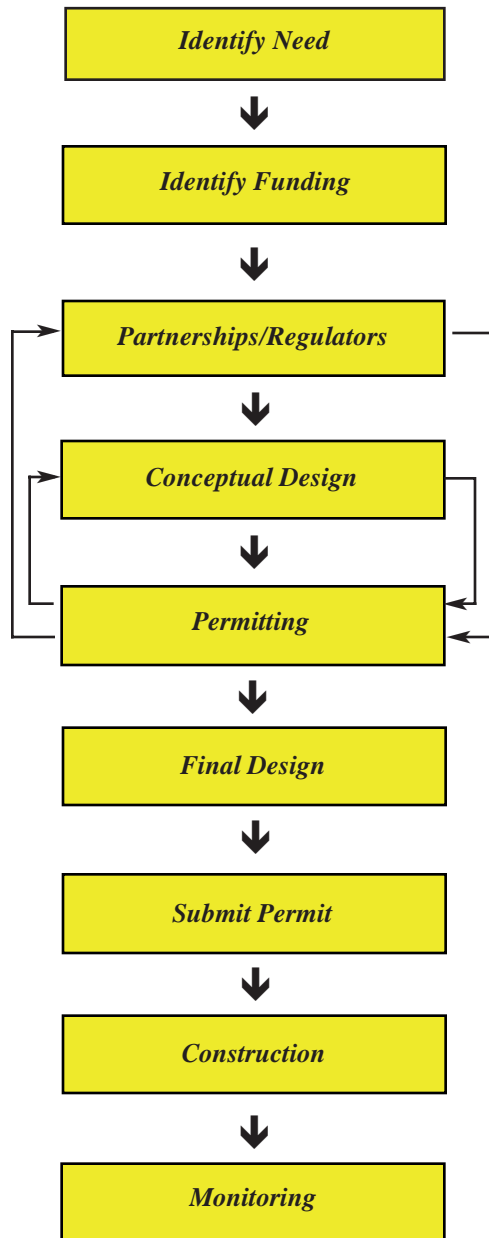 Identify Need
Identify Funding
Partnerships/Regulators
Conceptual Design
Permitting
Final Design
Submit Permit
Construction
Monitoring